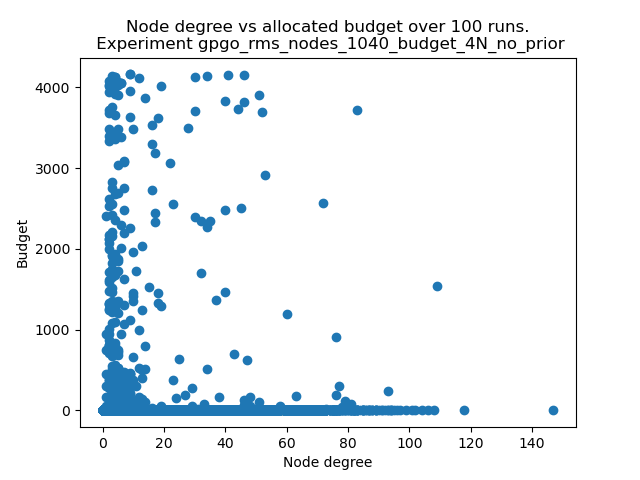 Node degree vs allocated budget over 100 runs.
Experiment gpgo_rms_nodes_1040_budget_4N_no_prior
4000
3000
2000
1000
0
Budget
0 20 40 60 80 100 120 140
Node degree